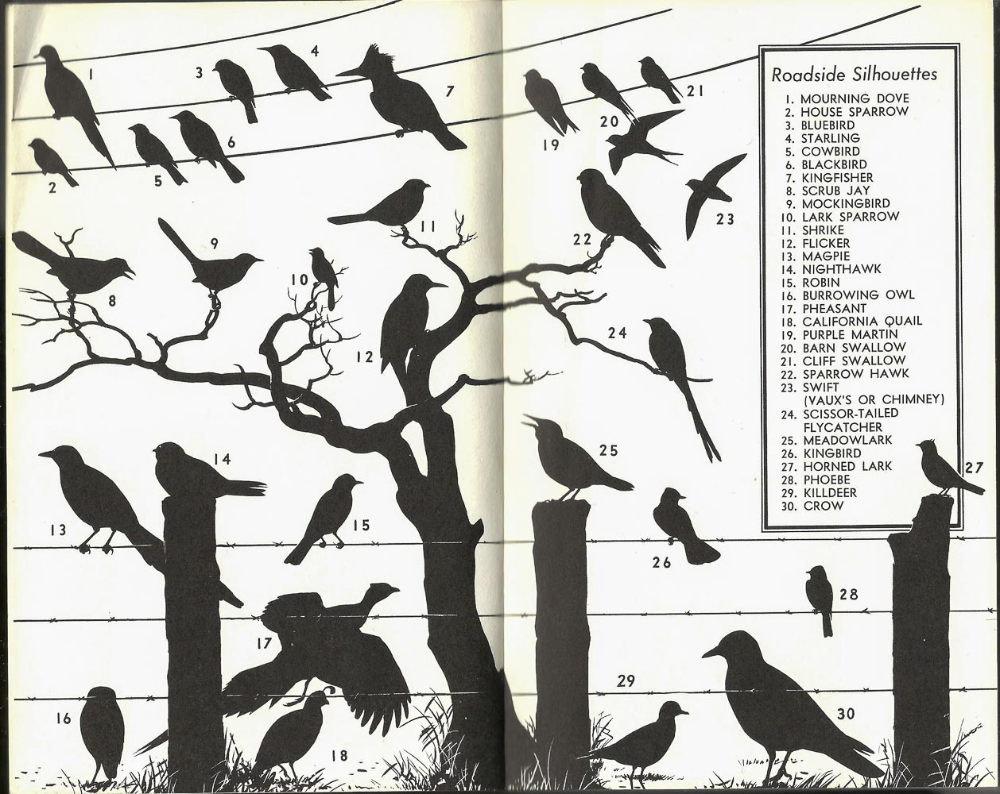 Roadside Silhouettes
1. MOURNING DOVE
2. HOUSE SPARROW
3. BLUEBIRD
4. STARLING
5. COWBIRD
6. BLACKBIRD
7. KINGFISHER
8. SCRUB JAY
9. MOCKINGBIRD
10. LARK SPARROW
11. SHRIKE
12. FLICKER
13. MAGPIE
14. NIGHTHAWK
15. ROBIN
16. BURROWING OWL
17. PHEASANT
18. CALIFORNIA QUAIL
19. PURPLE MARTIN
20. BARN SWALLOW
21. CLIFF SWALLOW
22. SPARROW HAWK
23. SWIFT
(VAUX'S OR CHIMNEY)
24. SCISSOR-TAILED
FLYCATCHER
25. MEADOWLARK
26. KINGBIRD
27. HORNED LARK
28. PHOEBE
29. KILLDEER
30. CROW
1
2
3
4
5
6
7
8
9
10
11
12
13
14
15
16
17
18
19
20
21
22
23
24
25
26
27
28
29
30